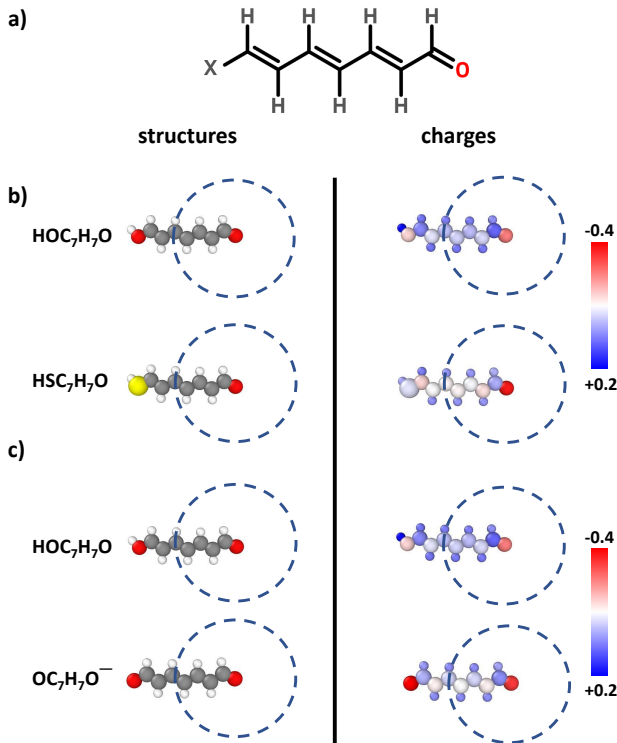 a)
H H H H
X O
H H H
structures charges
b)
HOC₇H₇O
-0.4
+0.2
HSC₇H₇O
c)
HOC₇H₇O
-0.4
+0.2
OC₇H₇O⁻